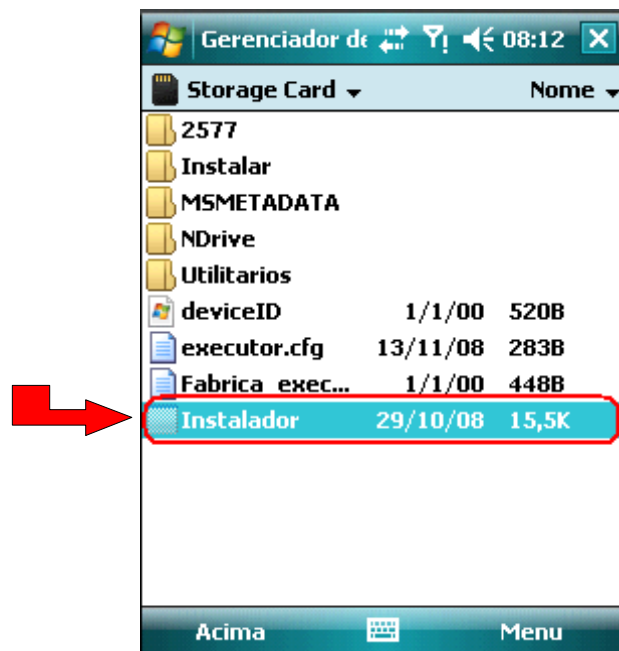 Gerenciador de 08:12
Storage Card Nome
2577
Instalar
MSMETADATA
NDrive
Utilitarios
deviceID 1/1/00 520B
executor.cfg 13/11/08 283B
Fabrica_exec... 1/1/00 448B
Instalador 29/10/08 15,5K
Acima Menu